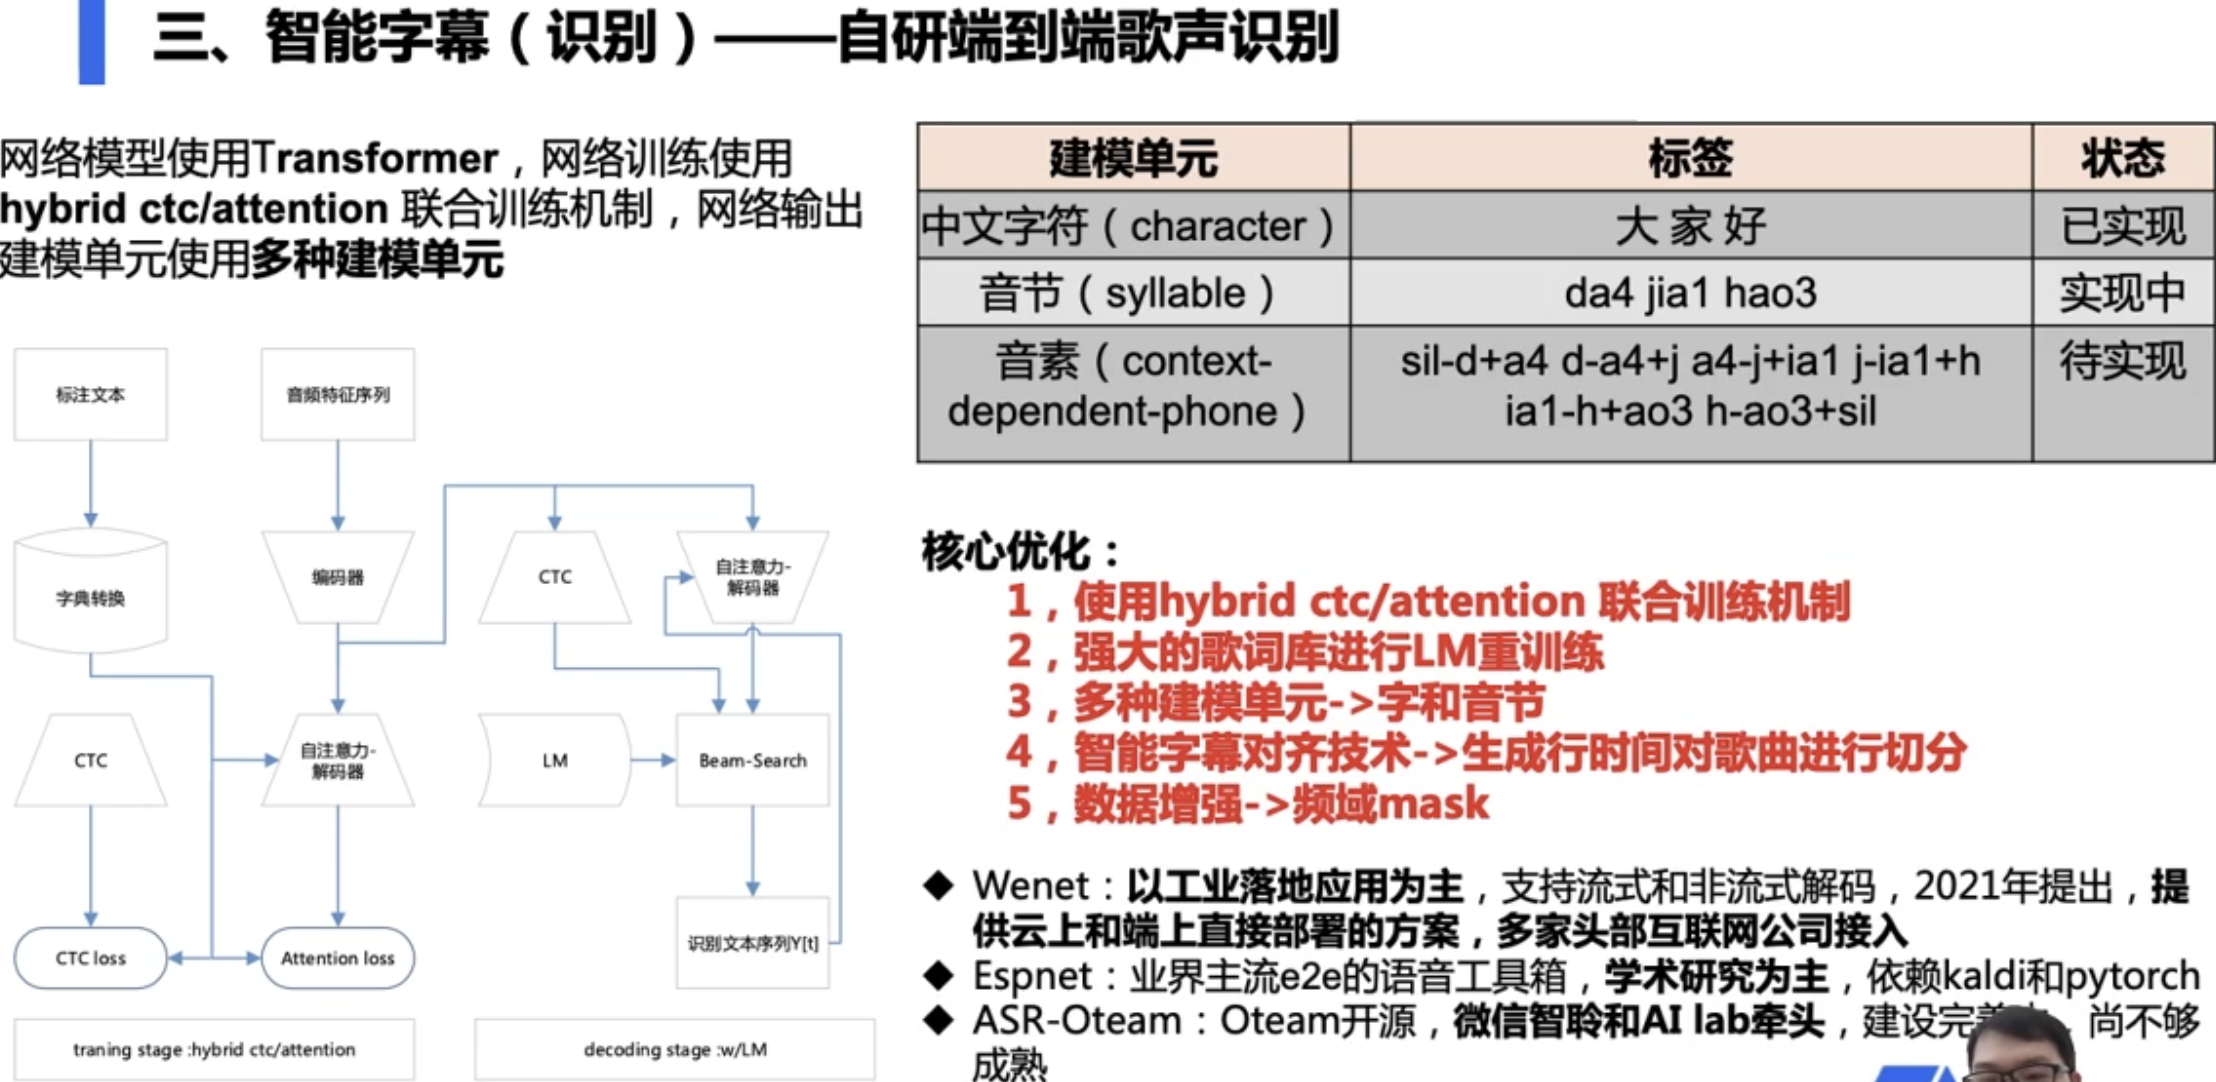 三、智能字幕（识别）——自研端到端歌声识别
网络模型使用Transformer，网络训练使用
hybrid ctc/attention 联合训练机制，网络输出
建模单元使用多种建模单元
标注文本
音频特征序列
字典转换
编码器
CTC
自注意力-
解码器
CTC
自注意力-
解码器
LM
Beam-Search
CTC loss
Attention loss
识别文本序列Y[t]
traning stage :hybrid ctc/attention
decoding stage :w/LM
建模单元 标签 状态
中文字符（character） 大 家 好 已实现
音节（syllable） da4 jia1 hao3 实现中
音素（context- sil-d+a4 d-a4+j a4-j+ia1 j-ia1+h 待实现
dependent-phone） ia1-h+ao3 h-ao3+sil
核心优化：
1，使用hybrid ctc/attention 联合训练机制
2，强大的歌词库进行LM重训练
3，多种建模单元->字和音节
4，智能字幕对齐技术->生成行时间对歌曲进行切分
5，数据增强->频域mask
◆ Wenet：以工业落地应用为主，支持流式和非流式解码，2021年提出，提
供云上和端上直接部署的方案，多家头部互联网公司接入
◆ Espnet：业界主流e2e的语音工具箱，学术研究为主，依赖kaldi和pytorch
◆ ASR-Oteam：Oteam开源，微信智聆和AI lab牵头，建设完善 尚不够
成熟